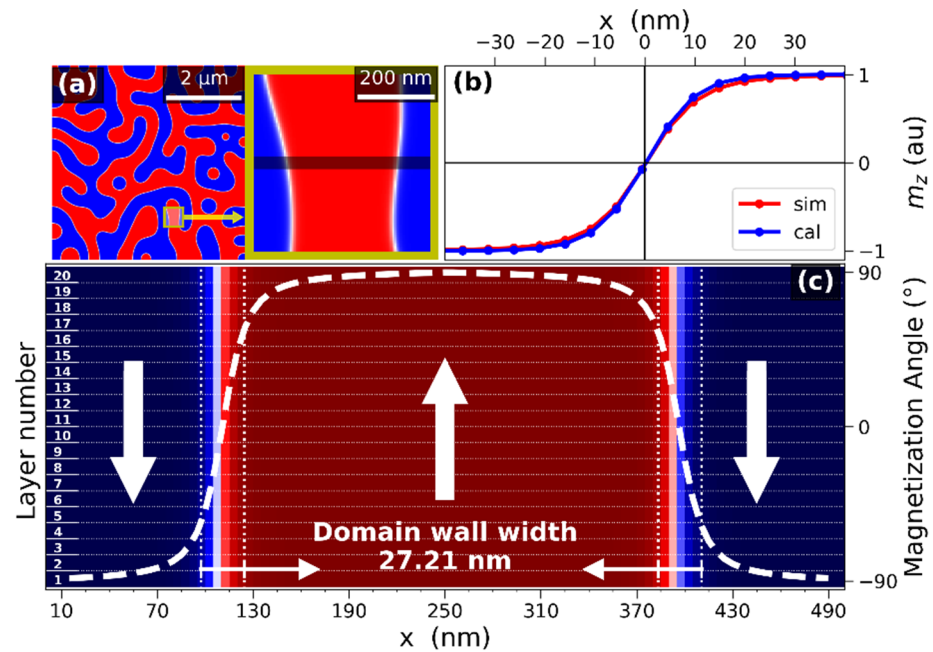 x (nm)
−30 −20 −10 0 10 20 30
(a)
2 μm
200 nm
(b)
1
0
−1
m_z (au)
sim
cal
(c)
20
19
18
17
16
15
14
13
12
11
10
9
8
7
6
5
4
3
2
1
Layer number
90
0
−90
Magnetization Angle (°)
Domain wall width
27.21 nm
10 70 130 190 250 310 370 430 490
x (nm)